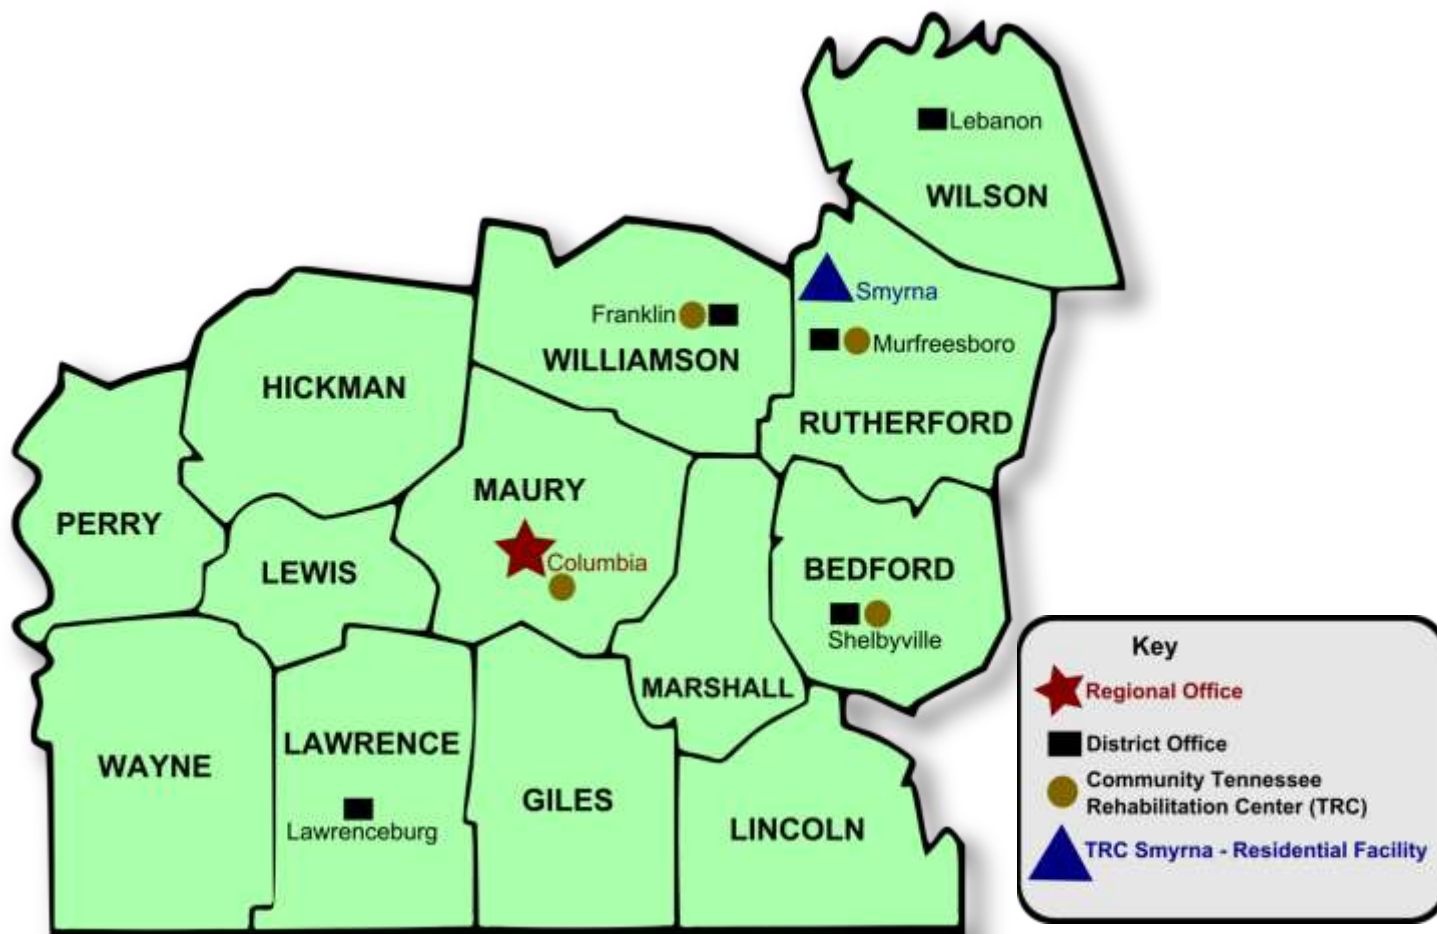 Lebanon
WILSON
Smyrna
Franklin
Murfreesboro
WILLIAMSON
HICKMAN
RUTHERFORD
MAURY
PERRY
Columbia
LEWIS
BEDFORD
Shelbyville
MARSHALL
LAWRENCE
WAYNE
GILES
Lawrenceburg
LINCOLN
Key
Regional Office
District Office
Community Tennessee
Rehabilitation Center (TRC)
TRC Smyrna - Residential Facility